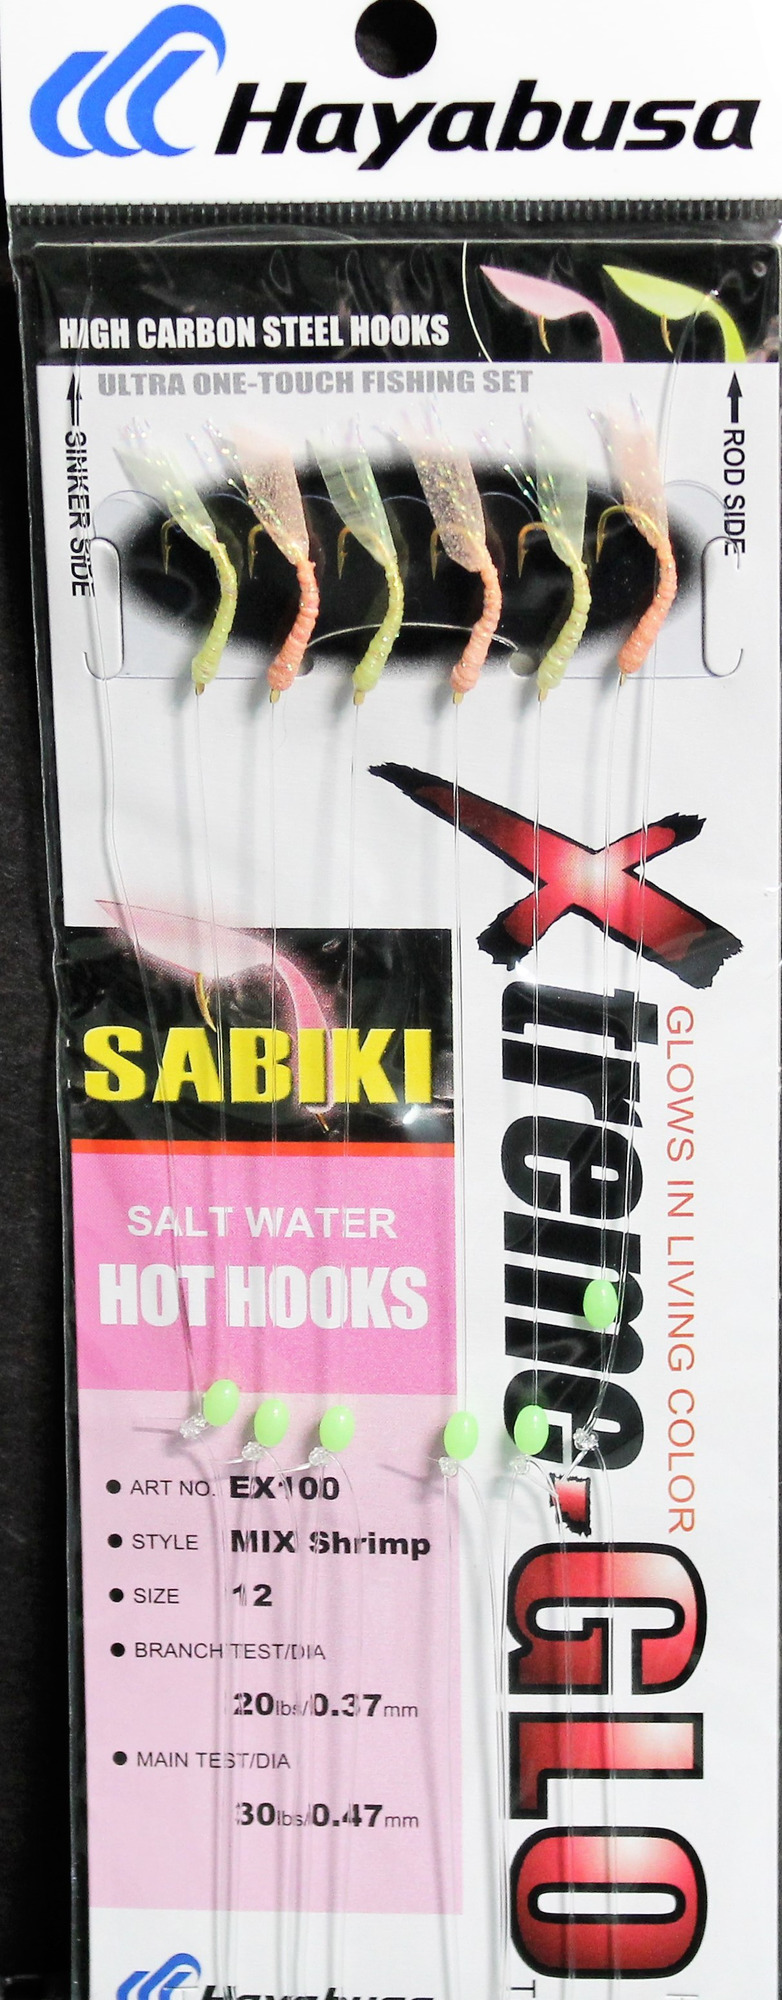 Hayabusa
HIGH CARBON STEEL HOOKS
ULTRA ONE-TOUCH FISHING SET
SINKER SIDE
ROD SIDE
Xtreme-GLO
GLOWS IN LIVING COLOR
SABIKI
SALT WATER
HOT HOOKS
● ART NO. EX100
● STYLE MIX Shrimp
● SIZE 12
● BRANCH TEST/DIA
20lbs/0.37mm
● MAIN TEST/DIA
30lbs/0.47mm
Hayabusa